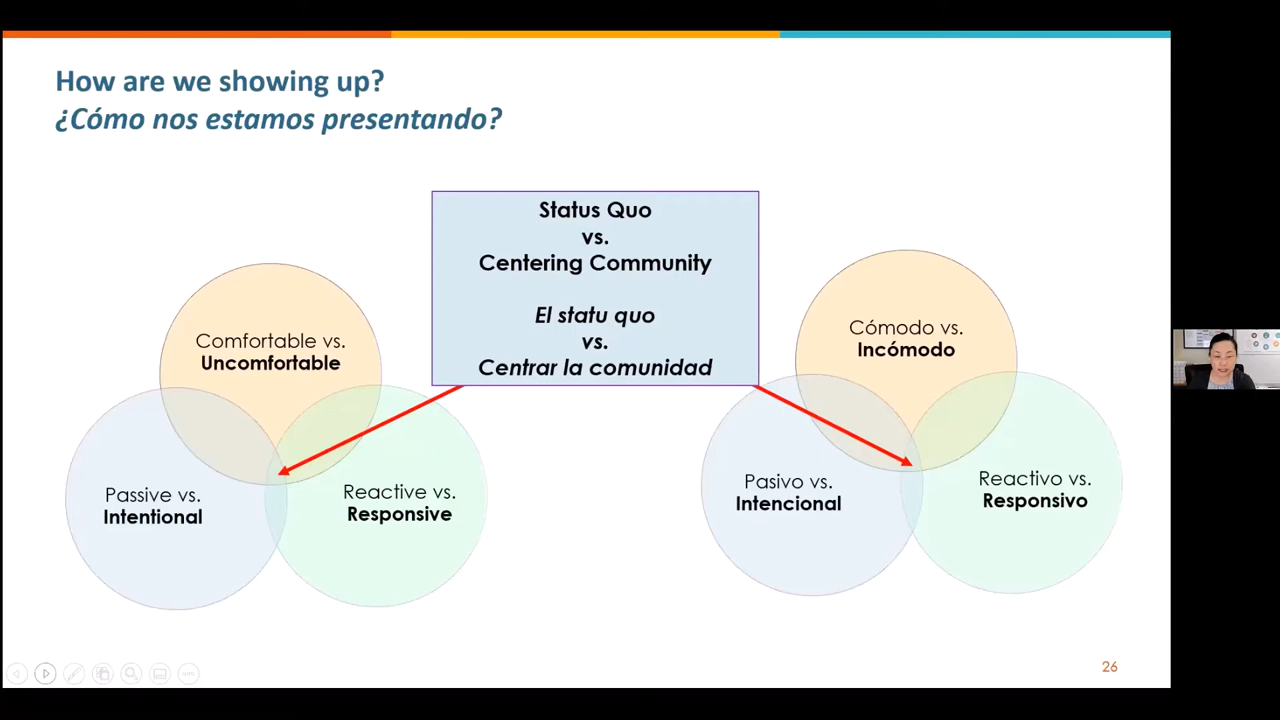 How are we showing up?
¿Cómo nos estamos presentando?
Status Quo
vs.
Centering Community
El statu quo
vs.
Centrar la comunidad
Comfortable vs.
Uncomfortable
Passive vs.
Intentional
Reactive vs.
Responsive
Cómodo vs.
Incómodo
Pasivo vs.
Intencional
Reactivo vs.
Responsivo
26